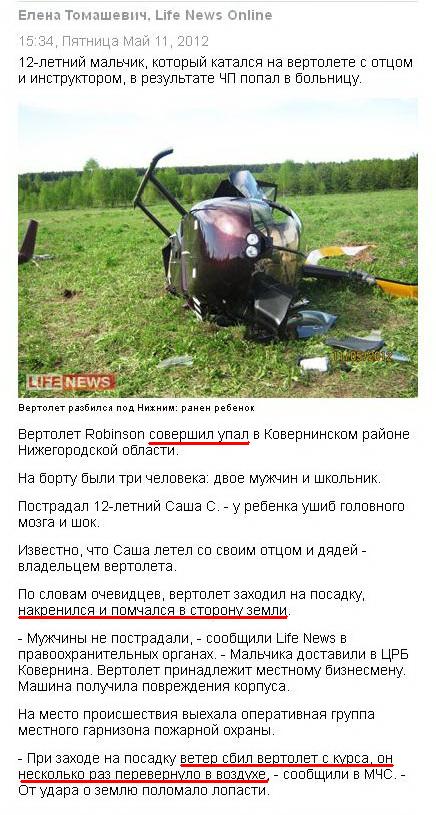 Елена Томашевич, Life News Online
15:34, Пятница Май 11, 2012
12-летний мальчик, который катался на вертолете с отцом
и инструктором, в результате ЧП попал в больницу.
11/05/2012
LIFE NEWS
Вертолет разбился под Нижним: ранен ребенок
Вертолет Robinson совершил упал в Ковернинском районе
Нижегородской области.
На борту были три человека: двое мужчин и школьник.
Пострадал 12-летний Саша С. - у ребенка ушиб головного
мозга и шок.
Известно, что Саша летел со своим отцом и дядей -
владельцем вертолета.
По словам очевидцев, вертолет заходил на посадку,
накренился и помчался в сторону земли.
- Мужчины не пострадали, - сообщили Life News в
правоохранительных органах. - Мальчика доставили в ЦРБ
Ковернина. Вертолет принадлежит местному бизнесмену.
Машина получила повреждения корпуса.
На место происшествия выехала оперативная группа
местного гарнизона пожарной охраны.
- При заходе на посадку ветер сбил вертолет с курса, он
несколько раз перевернуло в воздухе, - сообщили в МЧС. -
От удара о землю поломало лопасти.